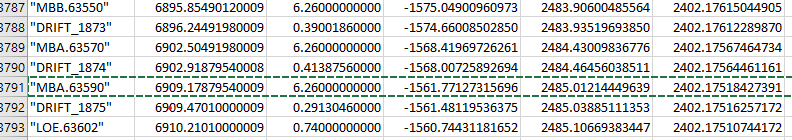 3787 "MBB.63550" 6895.85490120009 6.26000000000 -1575.04900960973 2483.90600485564 2402.17615044905
3788 "DRIFT_1873" 6896.24491980009 0.39001860000 -1574.66008502850 2483.93519693850 2402.17612289870
3789 "MBA.63570" 6902.50491980009 6.26000000000 -1568.41969726261 2484.43009836776 2402.17567464734
3790 "DRIFT_1874" 6902.91879540008 0.41387560000 -1568.00725892694 2484.46456038511 2402.17564461161
3791 "MBA.63590" 6909.17879540009 6.26000000000 -1561.77127315696 2485.01214449639 2402.17518427391
3792 "DRIFT_1875" 6909.47010000009 0.29130460000 -1561.48119536375 2485.03885111353 2402.17516257172
3793 "LOE.63602" 6910.21010000009 0.74000000000 -1560.74431181652 2485.10669383447 2402.17510744172